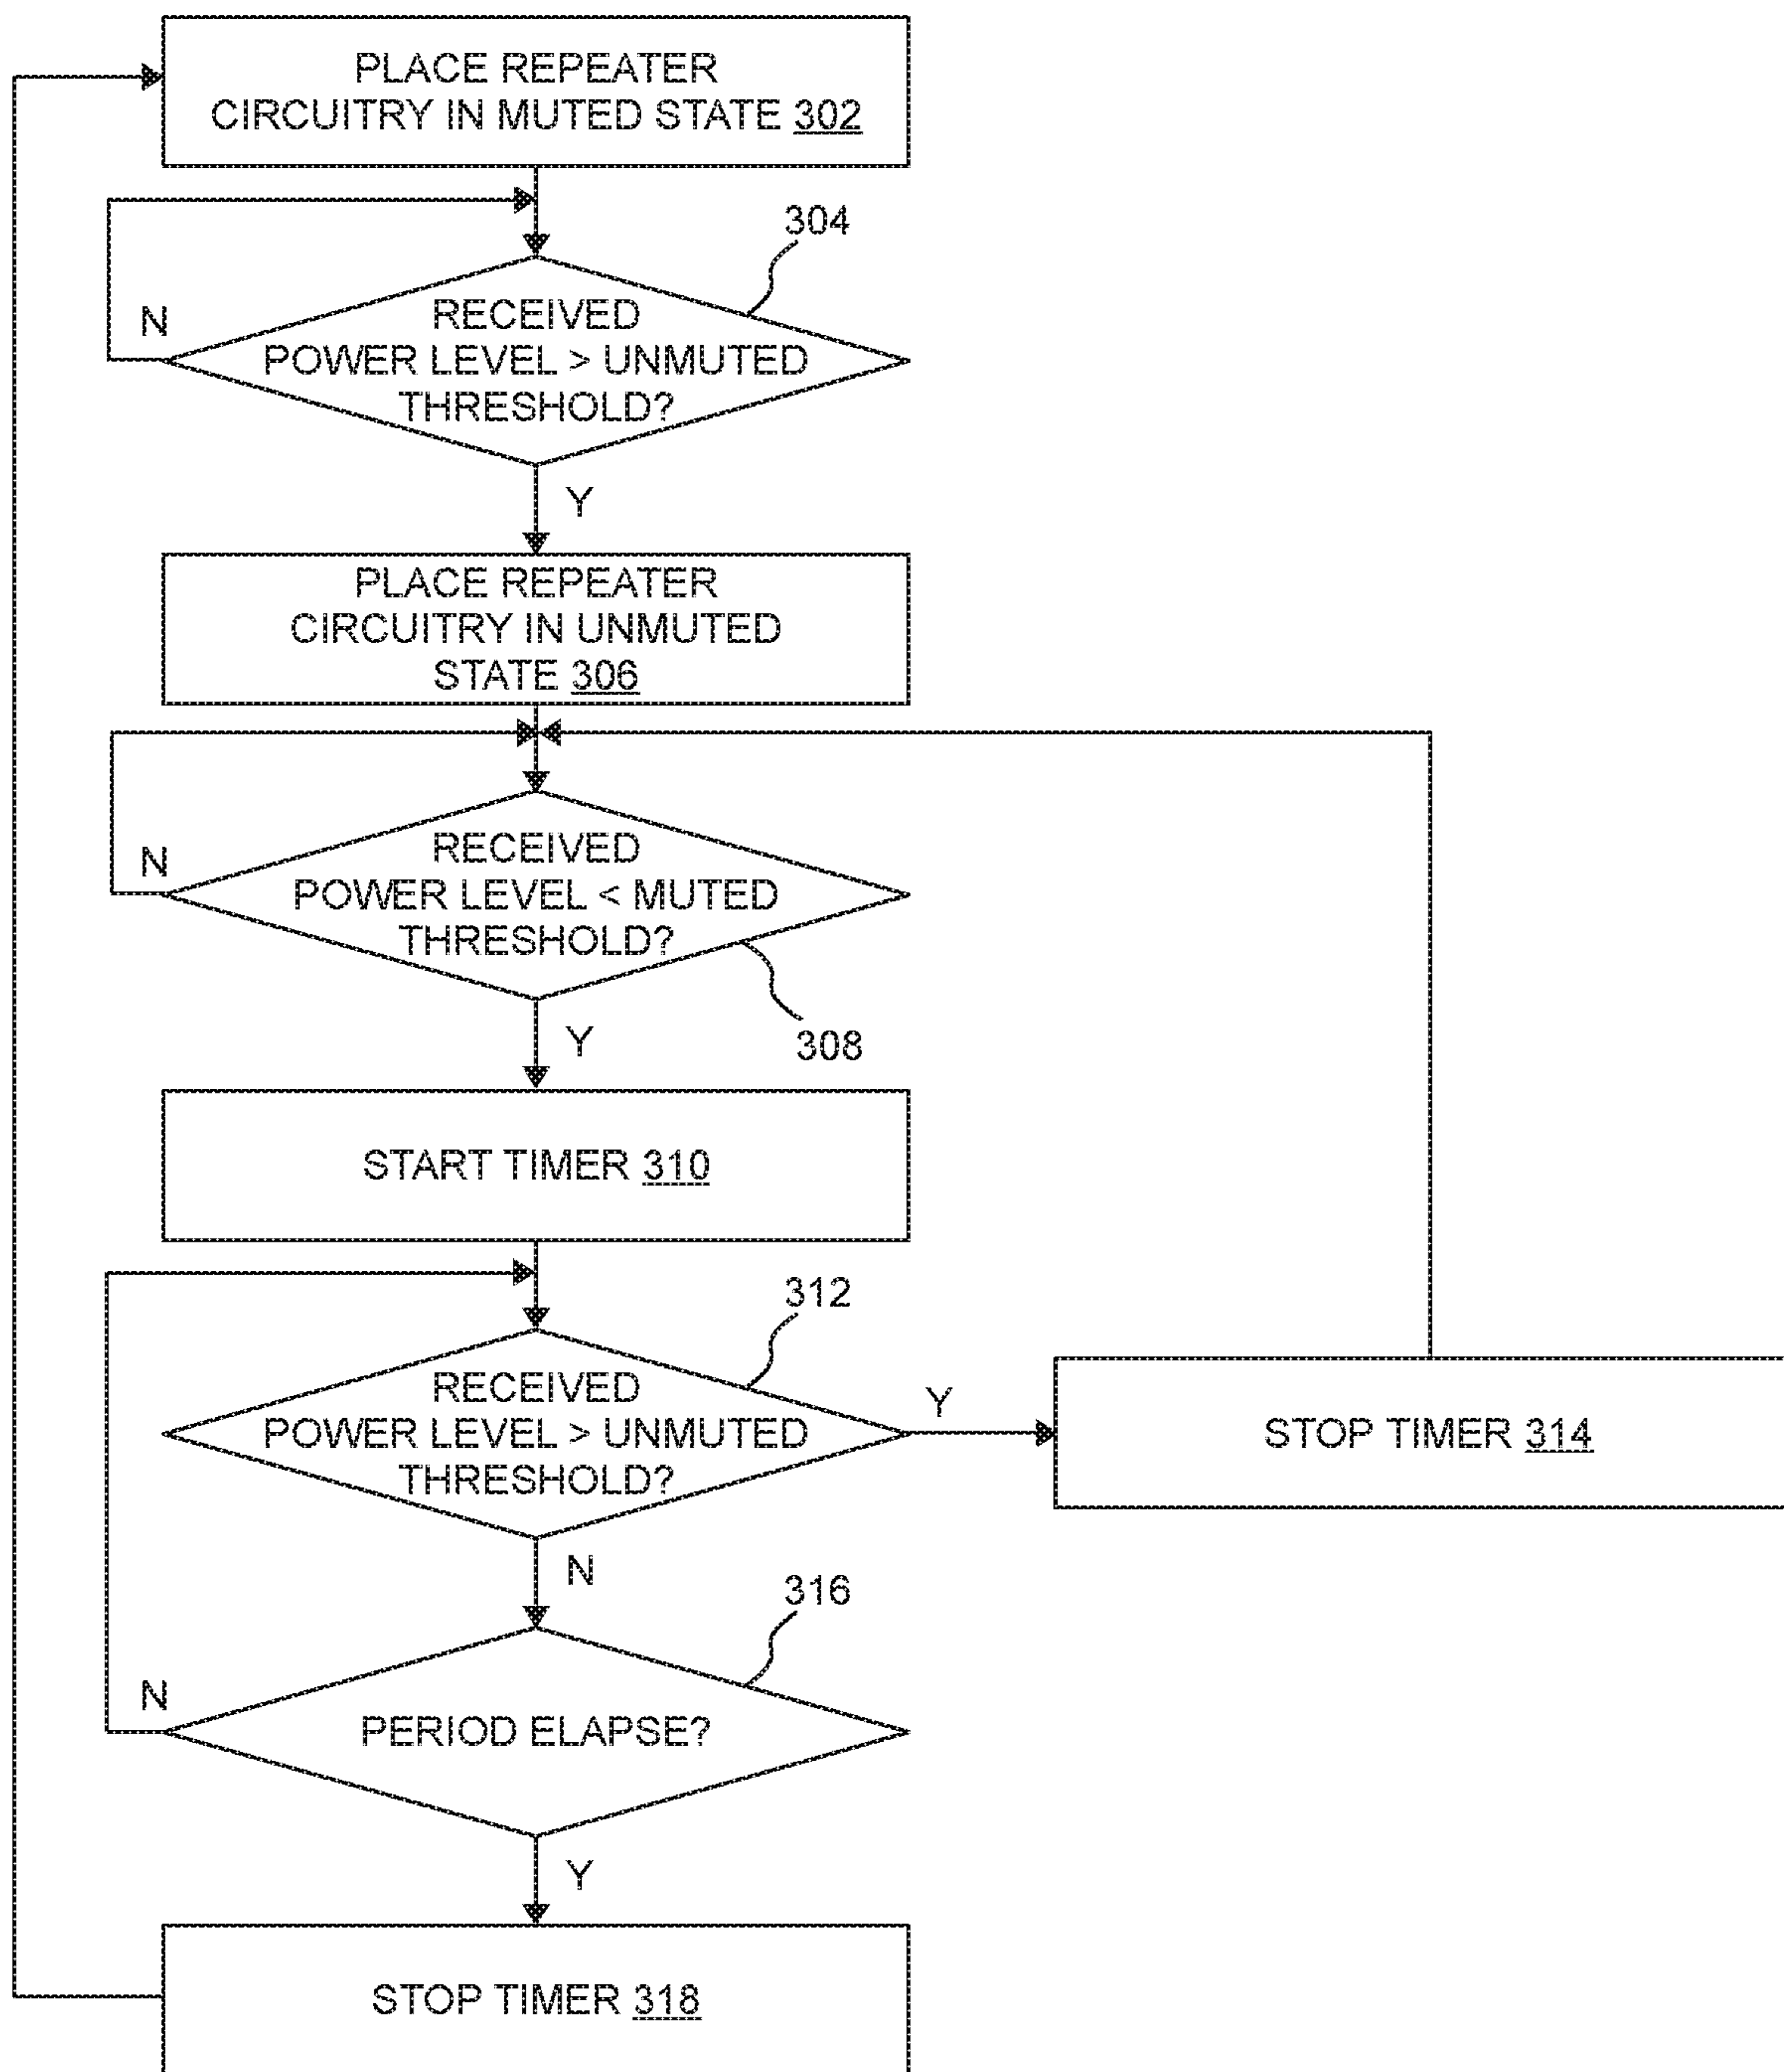 PLACE REPEATER
CIRCUITRY IN MUTED STATE 302
304
N
RECEIVED
POWER LEVEL > UNMUTED
THRESHOLD?
Y
PLACE REPEATER
CIRCUITRY IN UNMUTED
STATE 306
N
RECEIVED
POWER LEVEL < MUTED
THRESHOLD?
308
Y
START TIMER 310
312
RECEIVED
POWER LEVEL > UNMUTED
THRESHOLD?
Y
STOP TIMER 314
N
316
N
PERIOD ELAPSE?
Y
STOP TIMER 318